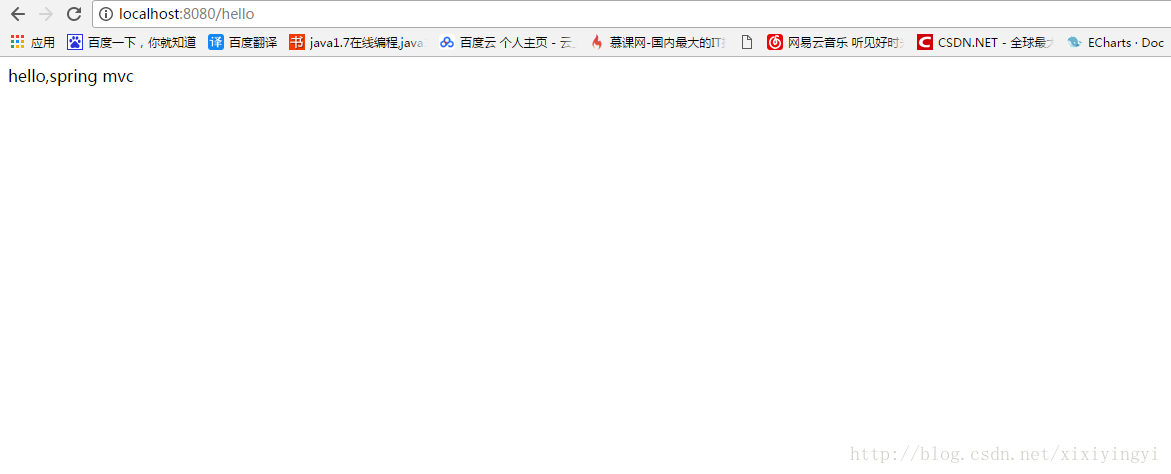 localhost:8080/hello
应用 百度一下，你就知道 百度翻译 java1.7在线编程,java 百度云 个人主页 - 云 慕课网-国内最大的IT 网易云音乐 听见好时 CSDN.NET - 全球最 ECharts · Doc
hello,spring mvc
http://blog.csdn.net/xixiyingyi